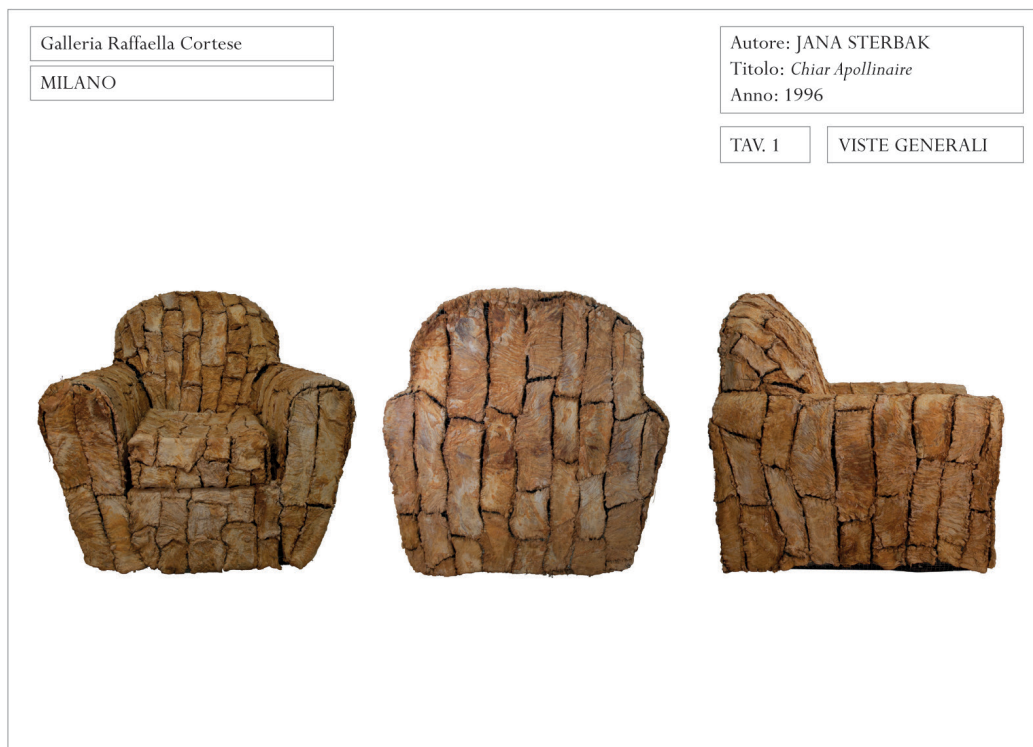 Galleria Raffaella Cortese
MILANO
Autore: JANA STERBAK
Titolo: Chiar Apollinaire
Anno: 1996
TAV. 1
VISTE GENERALI